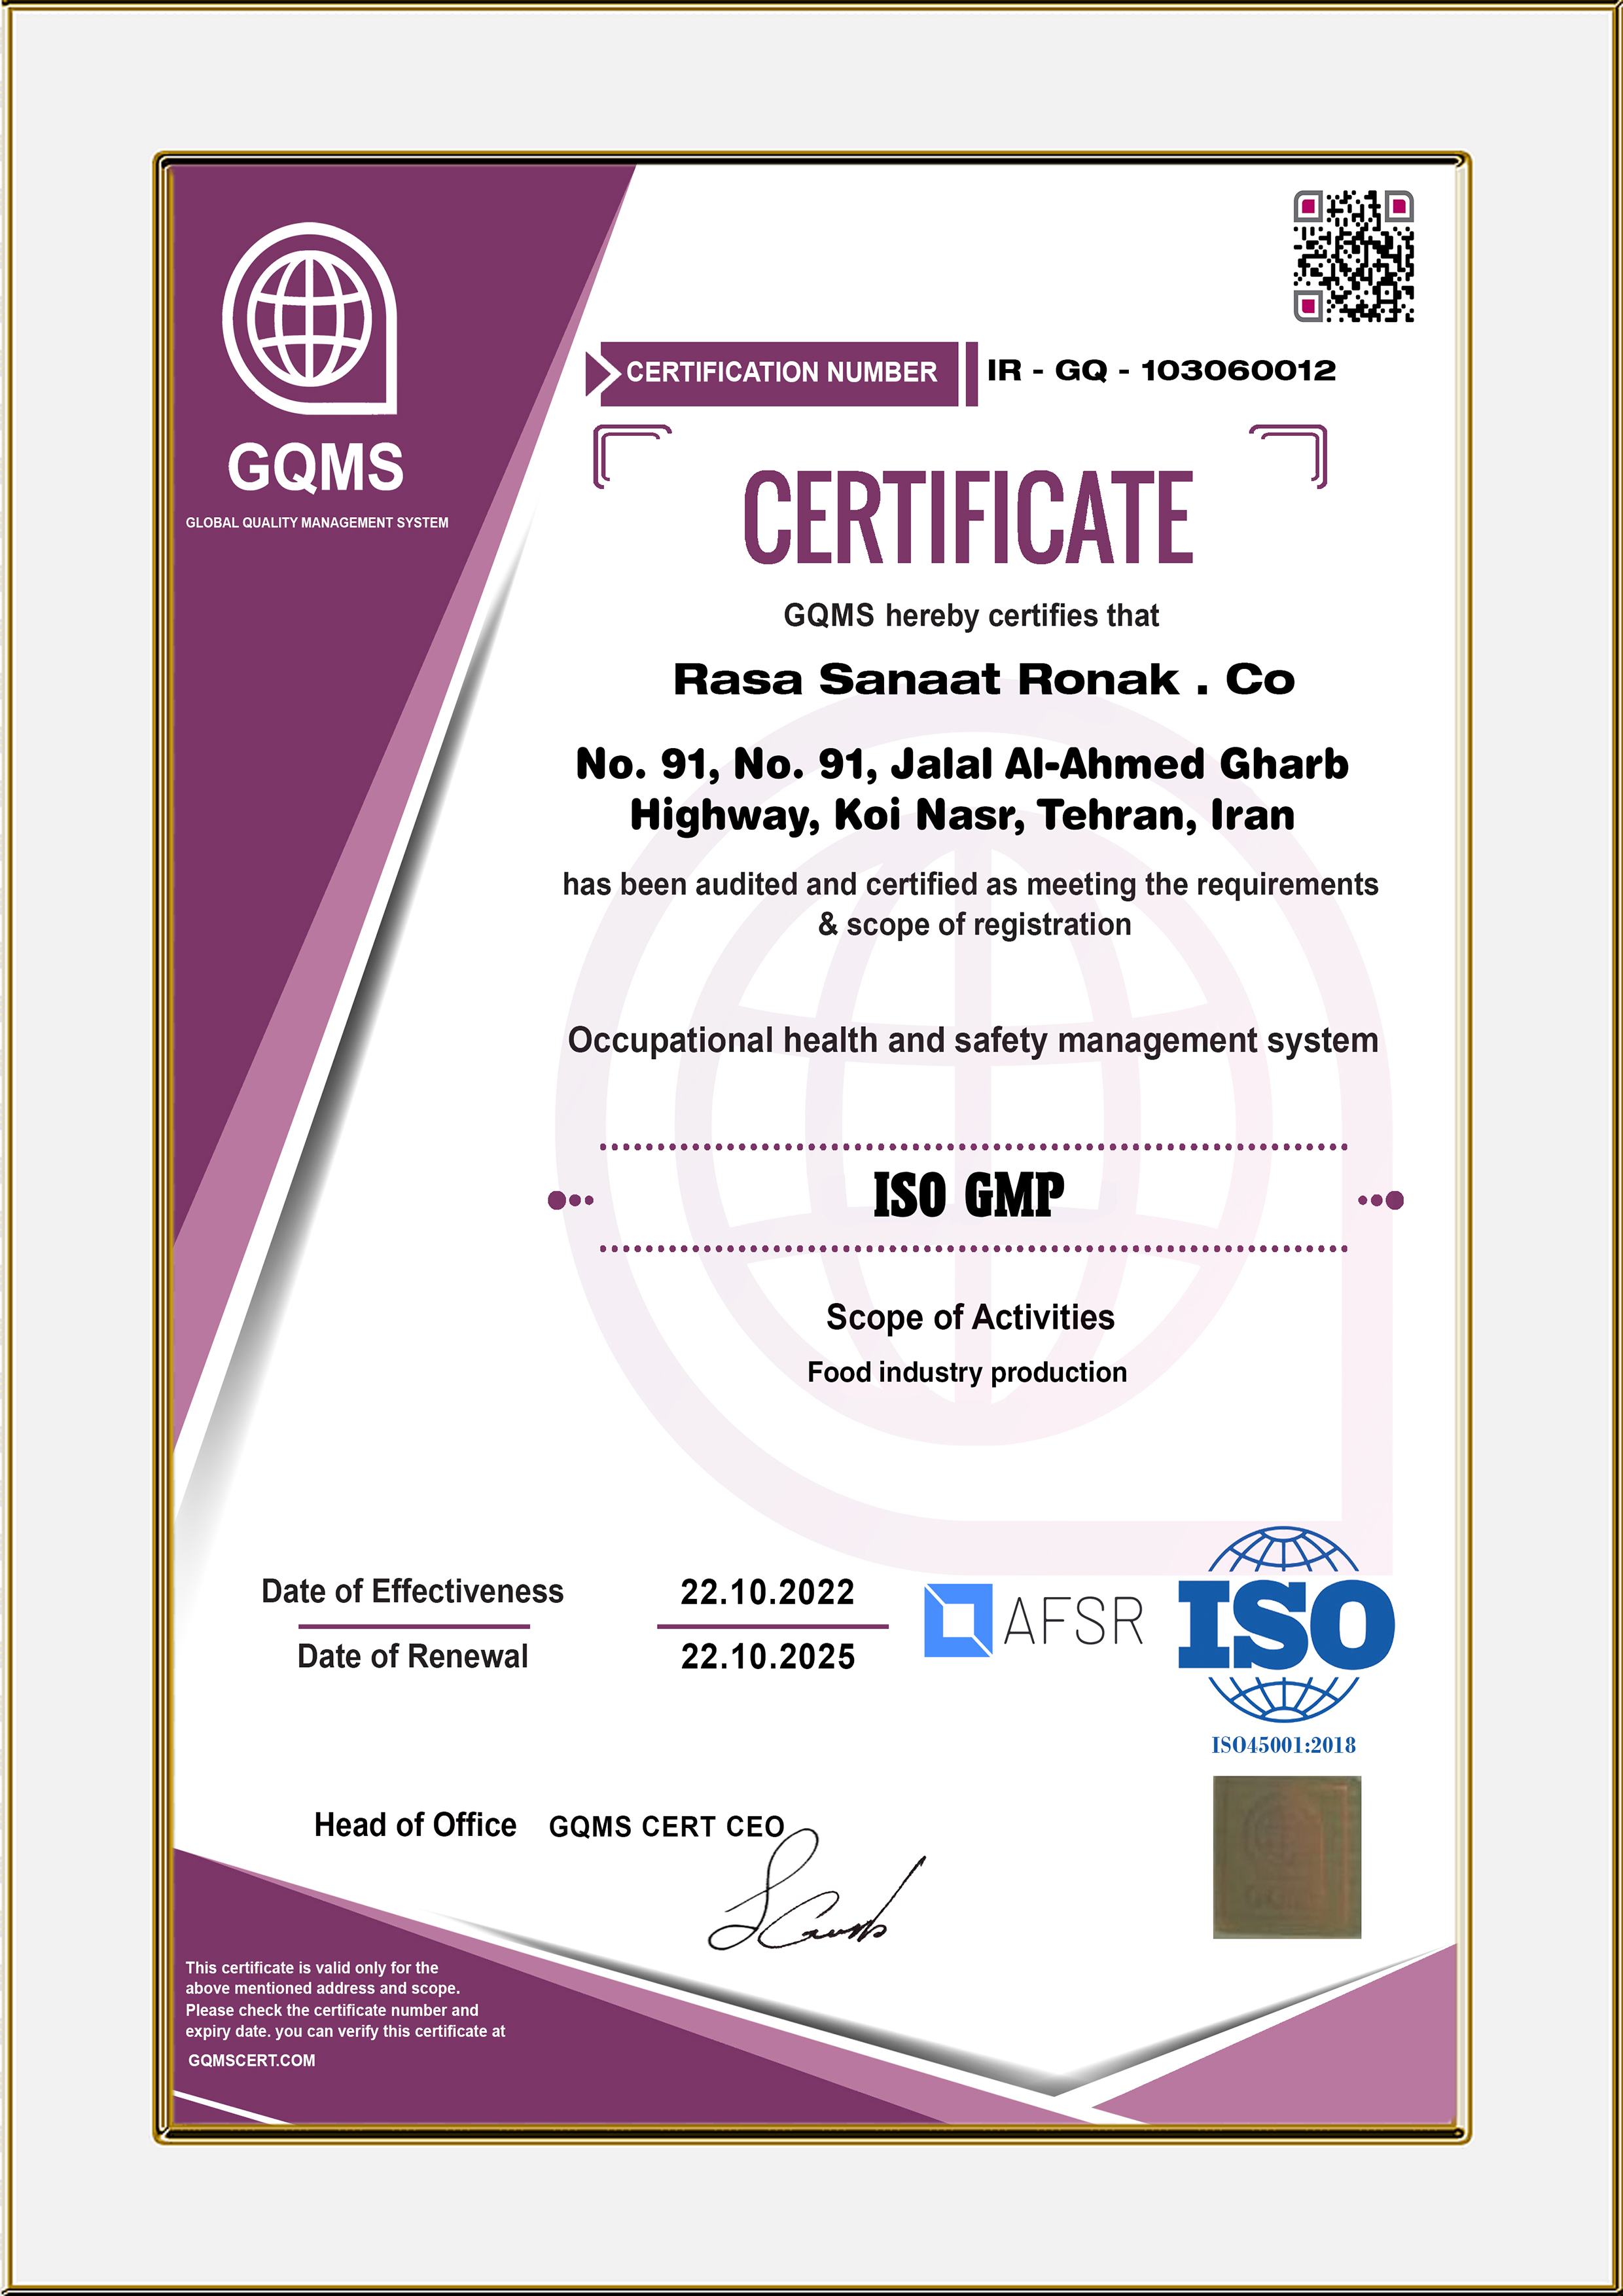 GQMS
GLOBAL QUALITY MANAGEMENT SYSTEM
CERTIFICATION NUMBER IR - GQ - 103060012
CERTIFICATE
GQMS hereby certifies that
Rasa Sanaat Ronak . Co
No. 91, No. 91, Jalal Al-Ahmed Gharb
Highway, Koi Nasr, Tehran, Iran
has been audited and certified as meeting the requirements
& scope of registration
Occupational health and safety management system
ISO GMP
Scope of Activities
Food industry production
Date of Effectiveness 22.10.2022
Date of Renewal 22.10.2025
AFSR
ISO
ISO45001:2018
Head of Office GQMS CERT CEO
This certificate is valid only for the
above mentioned address and scope.
Please check the certificate number and
expiry date. you can verify this certificate at
GQMSCERT.COM